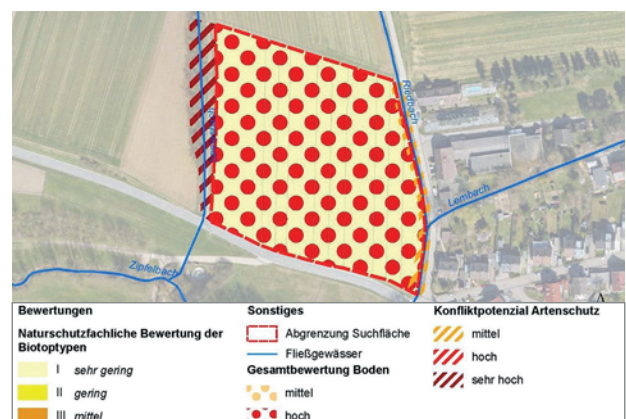 Riedbach
Lembach
Zipfelbach
Bewertungen
Naturschutzfachliche Bewertung der
Biotoptypen
I sehr gering
II gering
III mittel
Sonstiges
Abgrenzung Suchfläche
Fließgewässer
Gesamtbewertung Boden
mittel
hoch
Konfliktpotenzial Artenschutz
mittel
hoch
sehr hoch